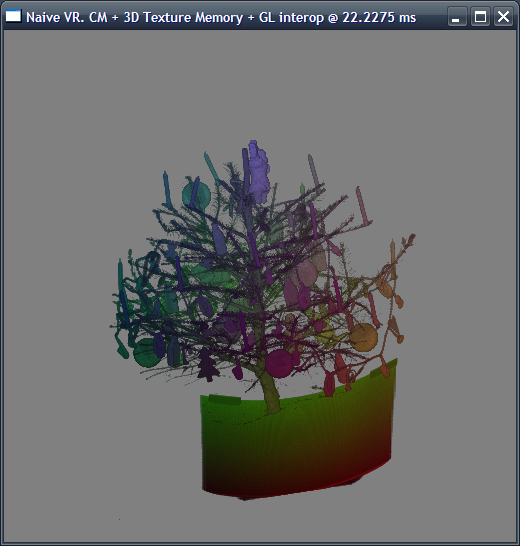 Naive VR. CM + 3D Texture Memory + GL interop @ 22.2275 ms